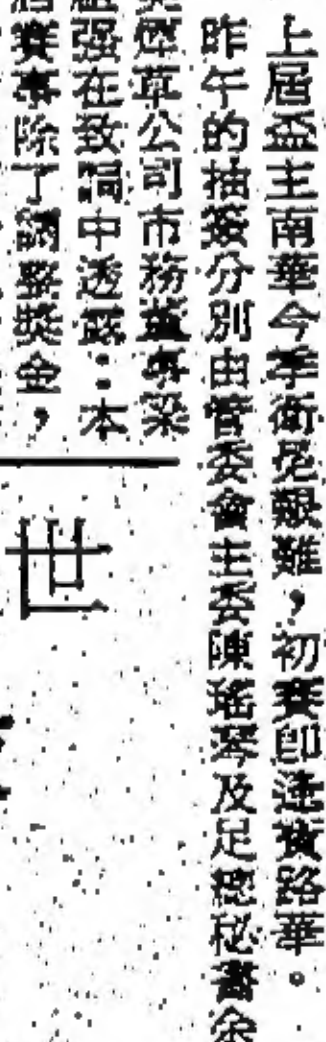 上屆盃主南華今季衛冕艱難，初賽即逢寶路華。
昨午的抽簽分別由管委會主委陳瑤琴及足總秘書余
煙草公司市務董事梁
強在致詞中透露：本
賽事除了調整獎金，
世